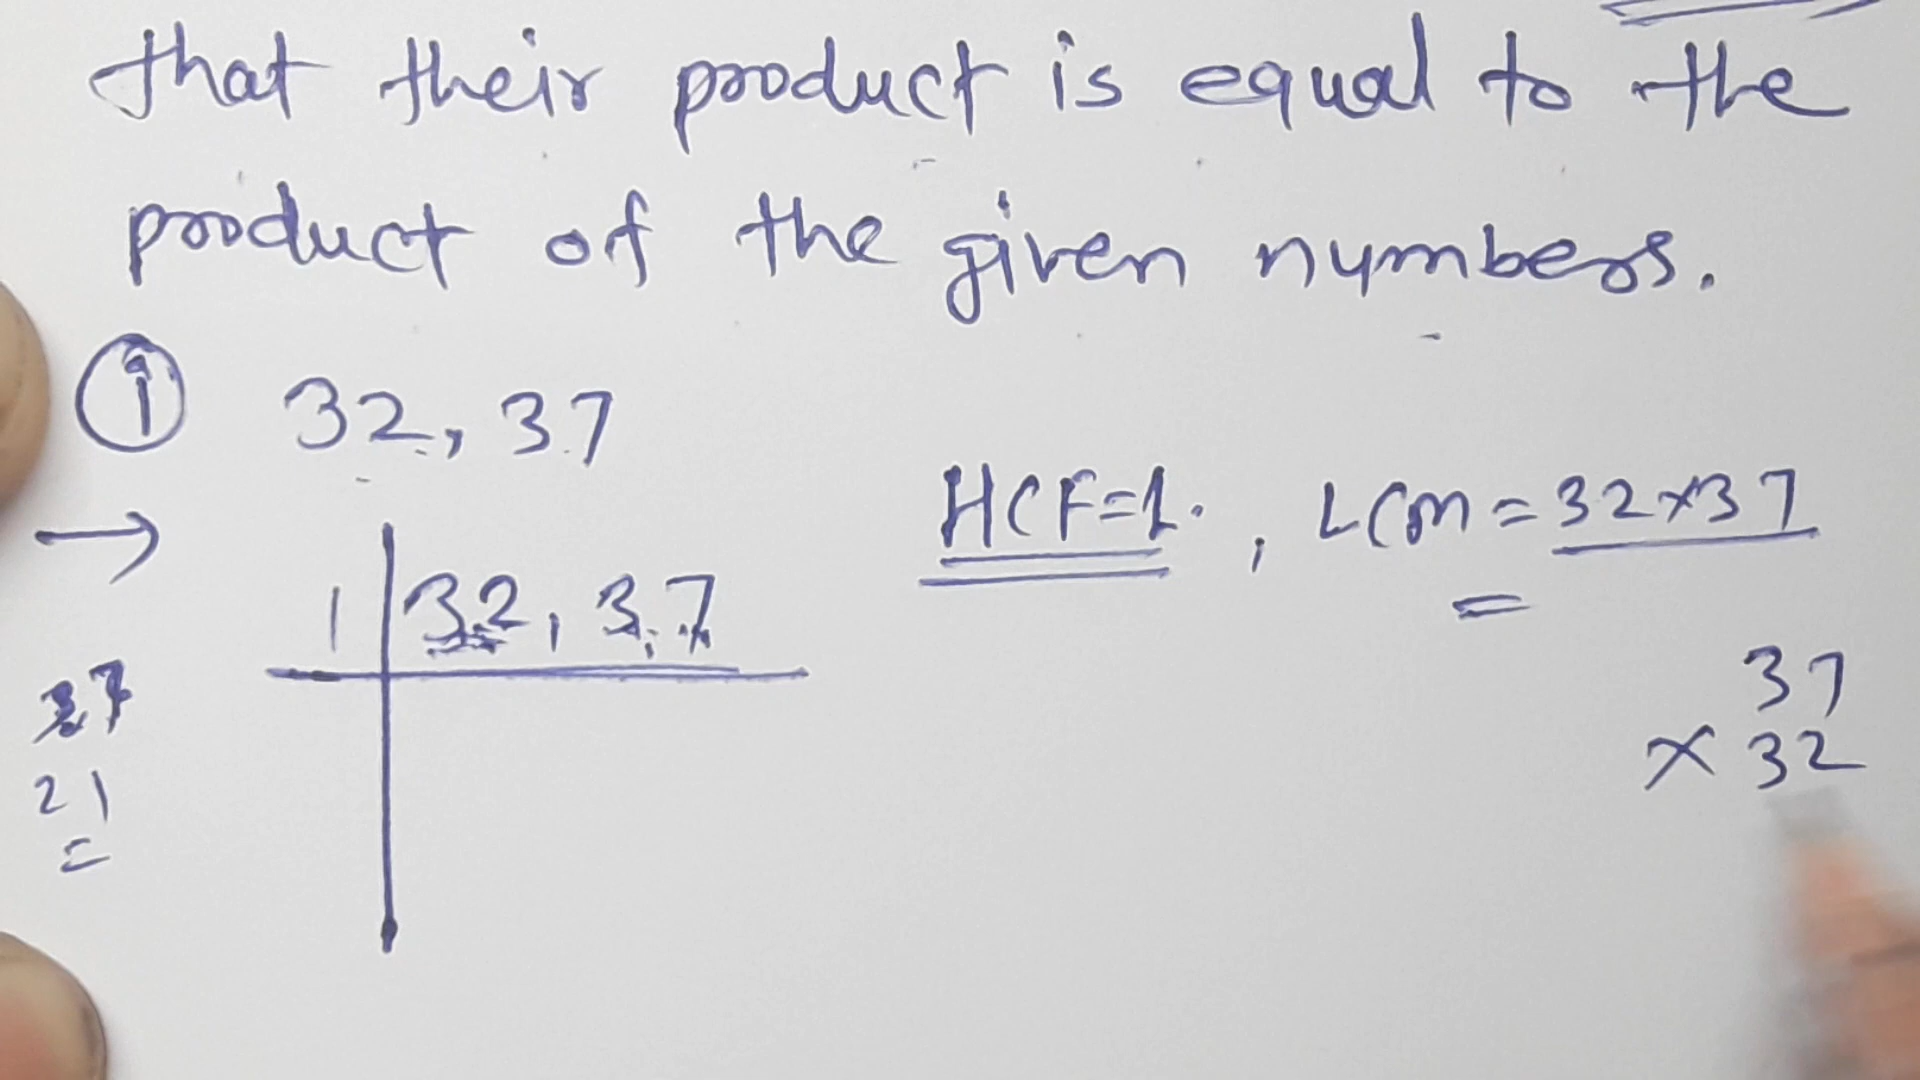 that their product is equal to the
product of the given numbers.
i 32, 37
→ HCF=1. , LCM = 32×37
=
1 32, 37
37
21
=
37
× 32